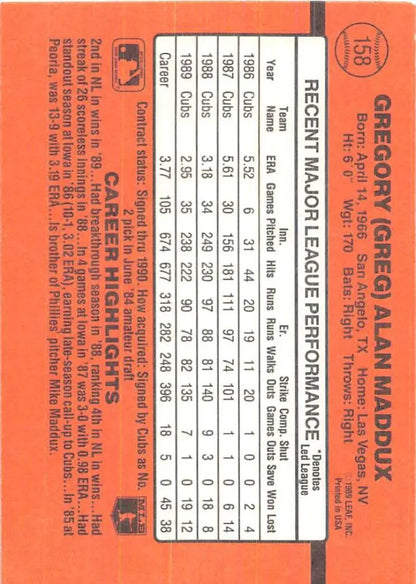 158
GREGORY (GREG) ALAN MADDUX
Born: April 14, 1966 San Angelo, TX Home: Las Vegas, NV
Ht: 6' 0" Wgt: 170 Bats: Right Throws: Right
©1989 LEAF, INC.
Printed in USA
RECENT MAJOR LEAGUE PERFORMANCE *Denotes Led League
Team Inn. Er. Strike Comp. Shut
Year Name ERA Games Pitched Hits Runs Runs Walks Outs Games Outs Save Won Lost
1986 Cubs 5.52 6 31 44 20 19 11 20 1 0 0 2 4
1987 Cubs 5.61 30 156 181 111 97 74 101 1 1 0 6 14
1988 Cubs 3.18 34 249 230 97 88 81 140 9 3 0 18 8
1989 Cubs 2.95 35 238 222 90 78 82 135 7 1 0 19 12
Career 3.77 105 674 677 318 282 248 396 18 5 0 45 38
Contract status: Signed thru 1990. How acquired: Signed by Cubs as No.
2 pick in June '84 amateur draft
CAREER HIGHLIGHTS
MLB
2nd in NL in wins in '89... Had breakthrough season in '88, ranking 4th in NL in wins... Had
streak of 26 scoreless innings in '88... In 4 games at Iowa in '87 was 3-0 with 0.98 ERA... Had
standout season at Iowa in '86 (10-1, 3.02 ERA), earning late-season call-up to Cubs... In '85 at
Peoria, was 13-9 with 3.19 ERA... Is brother of Phillies' pitcher Mike Maddux.